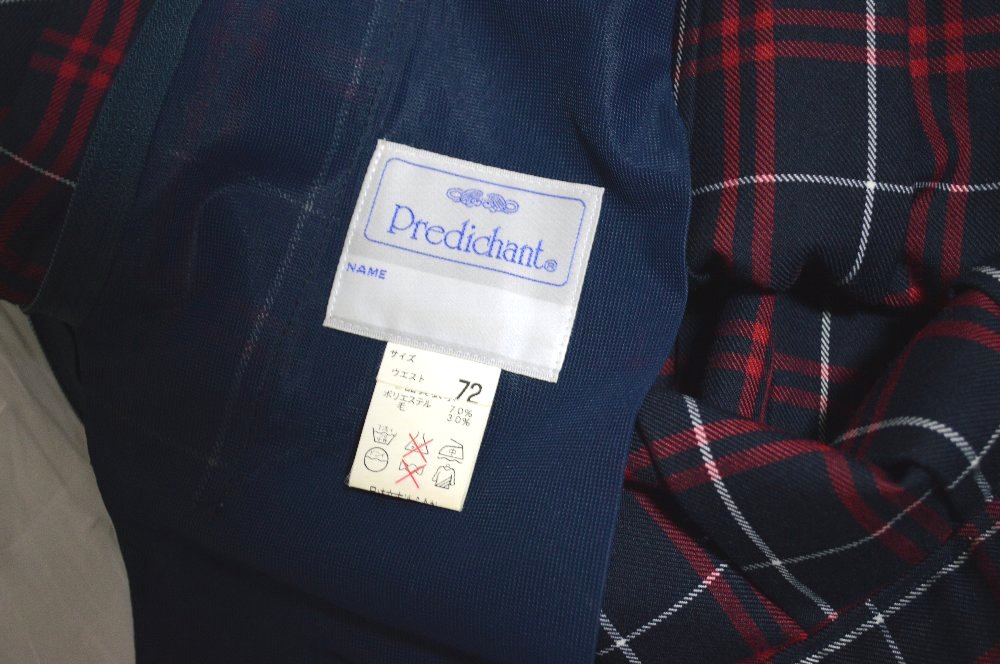 Predichant®
NAME
サイズ
ウエスト 72
ポリエステル 70%
毛 30%
中